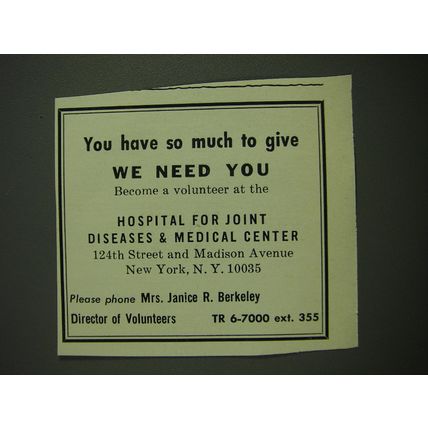 You have so much to give
WE NEED YOU
Become a volunteer at the
HOSPITAL FOR JOINT
DISEASES & MEDICAL CENTER
124th Street and Madison Avenue
New York, N. Y. 10035
Please phone Mrs. Janice R. Berkeley
Director of Volunteers TR 6-7000 ext. 355